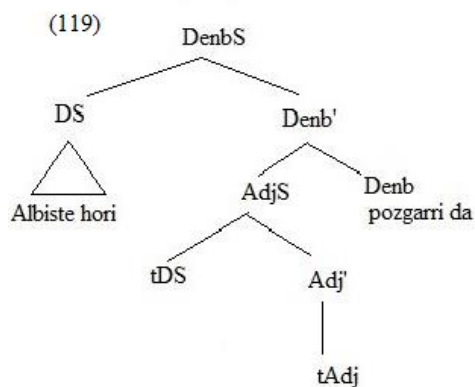 (119)
DenbS
DS
Denb'
Albiste hori
AdjS
Denb
pozgarri da
tDS
Adj'
tAdj